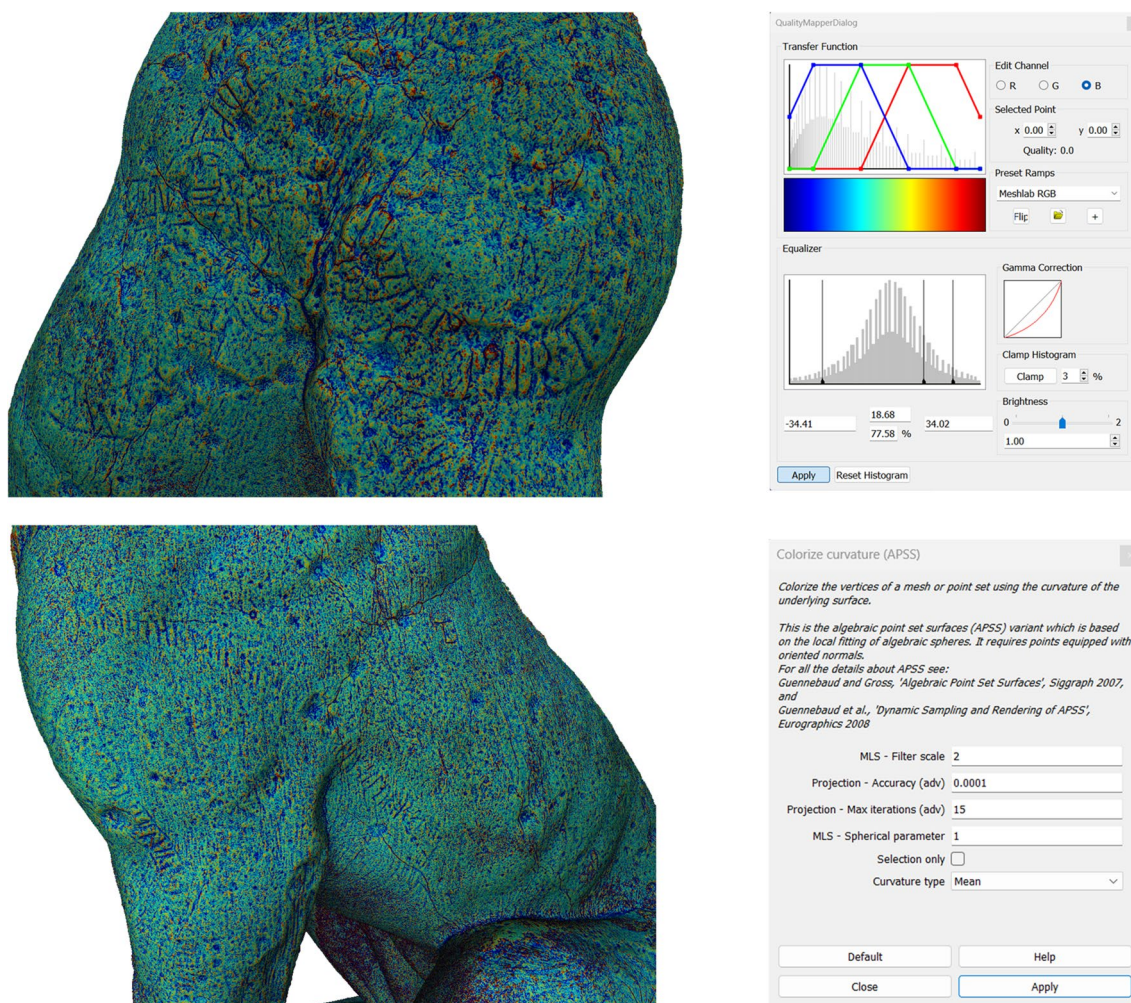 QualityMapperDialog
Transfer Function
Edit Channel
R G B
Selected Point
x 0.00 y 0.00
Quality: 0.0
Preset Ramps
Meshlab RGB
Flip +
Equalizer
Gamma Correction
Clamp Histogram
Clamp 3 %
Brightness
0 2
1.00
-34.41 18.68 34.02
77.58 %
Apply Reset Histogram
Colorize curvature (APSS)
Colorize the vertices of a mesh or point set using the curvature of the
underlying surface.
This is the algebraic point set surfaces (APSS) variant which is based
on the local fitting of algebraic spheres. It requires points equipped with
oriented normals.
For all the details about APSS see:
Guennebaud and Gross, 'Algebraic Point Set Surfaces', Siggraph 2007,
and
Guennebaud et al., 'Dynamic Sampling and Rendering of APSS',
Eurographics 2008
MLS - Filter scale 2
Projection - Accuracy (adv) 0.0001
Projection - Max iterations (adv) 15
MLS - Spherical parameter 1
Selection only
Curvature type Mean
Default Help
Close Apply